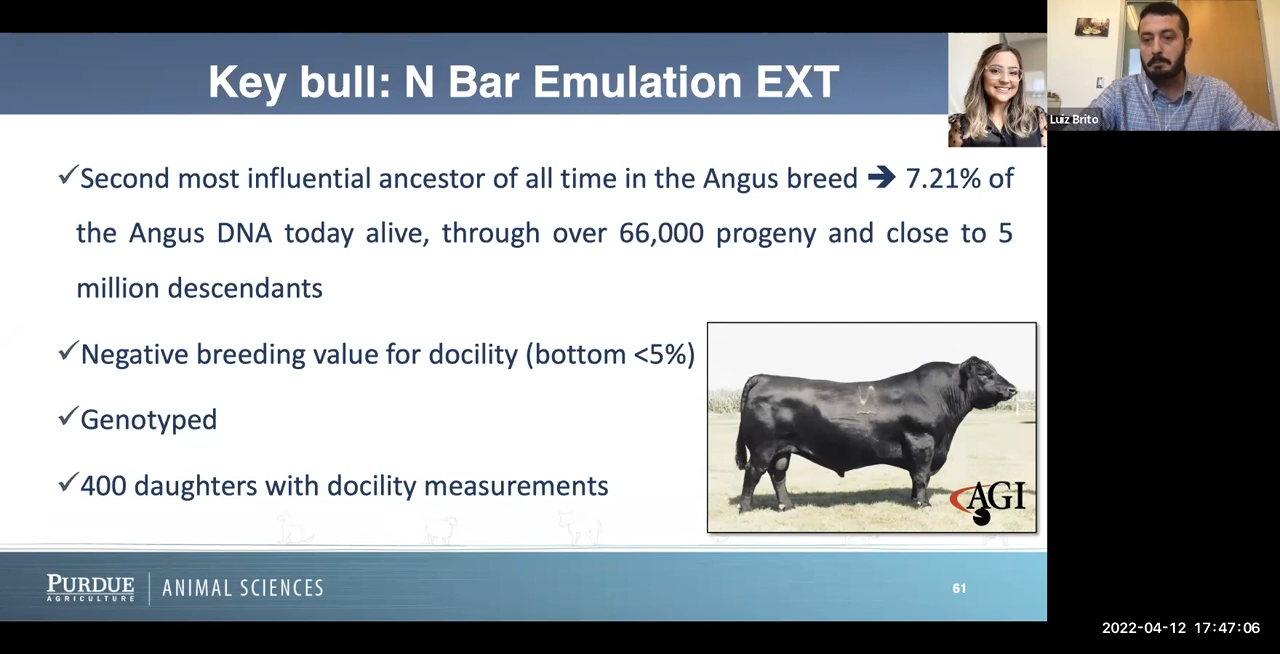 Key bull: N Bar Emulation EXT
Luiz Brito
✓Second most influential ancestor of all time in the Angus breed ➔ 7.21% of
the Angus DNA today alive, through over 66,000 progeny and close to 5
million descendants
✓Negative breeding value for docility (bottom <5%)
✓Genotyped
✓400 daughters with docility measurements
AGI
PURDUE
AGRICULTURE
ANIMAL SCIENCES
61
2022-04-12 17:47:06